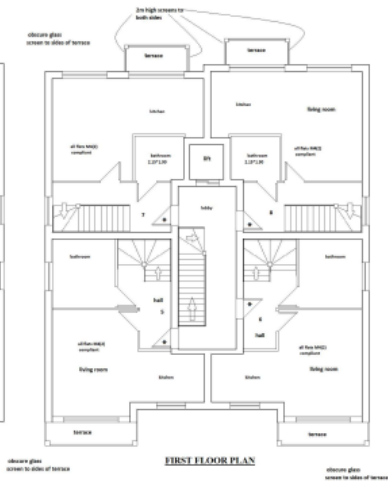 2m high screens to
both sides
obscure glass
screen to sides of terrace
terrace
terrace
kitchen
kitchen
living room
all flats M4(2)
compliant
bathroom
lift
bathroom
all flats M4(2)
compliant
7
lobby
8
bathroom
bathroom
hall
5
6
hall
all flats M4(2)
compliant
all flats M4(2)
compliant
living room
kitchen
kitchen
living room
terrace
terrace
FIRST FLOOR PLAN
obscure glass
screen to sides of terrace
obscure glass
screen to sides of terrace